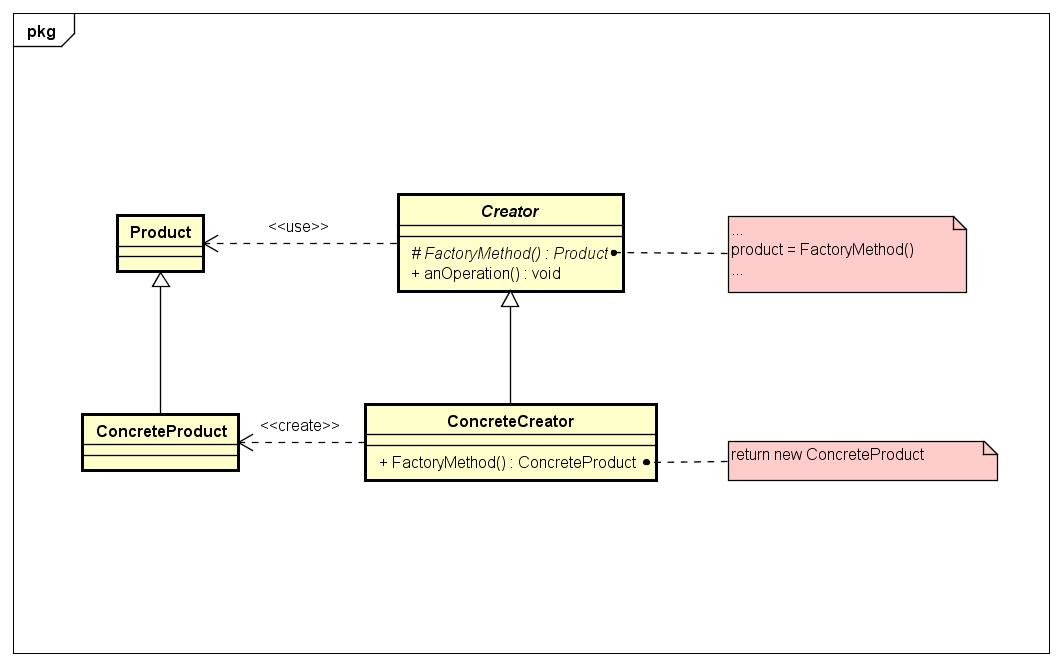 pkg
Creator
Product
<<use>>
# FactoryMethod() : Product
+ anOperation() : void
...
product = FactoryMethod()
...
ConcreteProduct
<<create>>
ConcreteCreator
+ FactoryMethod() : ConcreteProduct
return new ConcreteProduct